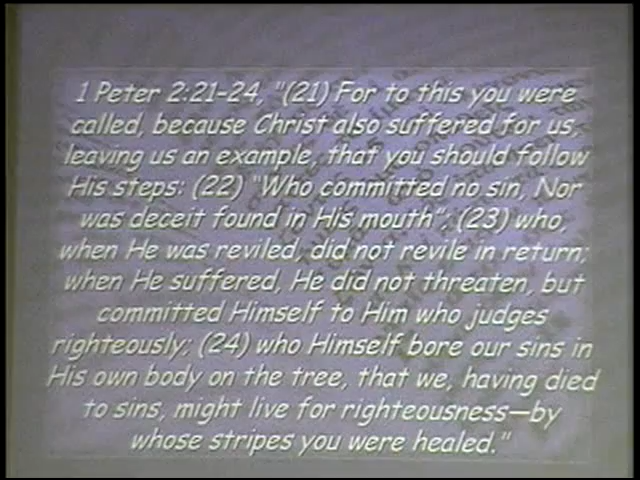 1 Peter 2:21-24, "(21) For to this you were
called, because Christ also suffered for us,
leaving us an example, that you should follow
His steps: (22) "Who committed no sin, Nor
was deceit found in His mouth"; (23) who,
when He was reviled, did not revile in return;
when He suffered, He did not threaten, but
committed Himself to Him who judges
righteously; (24) who Himself bore our sins in
His own body on the tree, that we, having died
to sins, might live for righteousness—by
whose stripes you were healed."